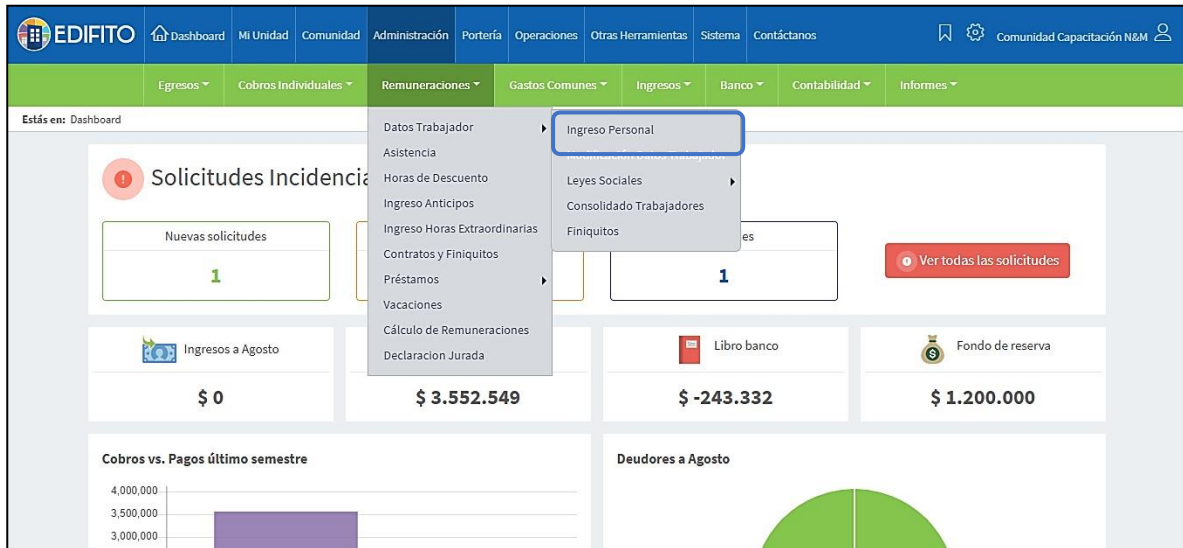 EDIFITO Dashboard Mi Unidad Comunidad Administración Portería Operaciones Otras Herramientas Sistema Contáctanos Comunidad Capacitación N&M
Egresos Cobros Individuales Remuneraciones Gastos Comunes Ingresos Banco Contabilidad Informes
Estás en: Dashboard
Datos Trabajador
Asistencia
Horas de Descuento
Ingreso Anticipos
Ingreso Horas Extraordinarias
Contratos y Finiquitos
Préstamos
Vacaciones
Cálculo de Remuneraciones
Declaracion Jurada
Ingreso Personal
Modificación Datos Trabajador
Leyes Sociales
Consolidado Trabajadores
Finiquitos
Solicitudes
Nuevas solicitudes
1
es
1
Ver todas las solicitudes
Ingresos a Agosto
$ 0
$ 3.552.549
Libro banco
$ -243.332
Fondo de reserva
$ 1.200.000
Cobros vs. Pagos último semestre
4,000,000
3,500,000
3,000,000
Deudores a Agosto